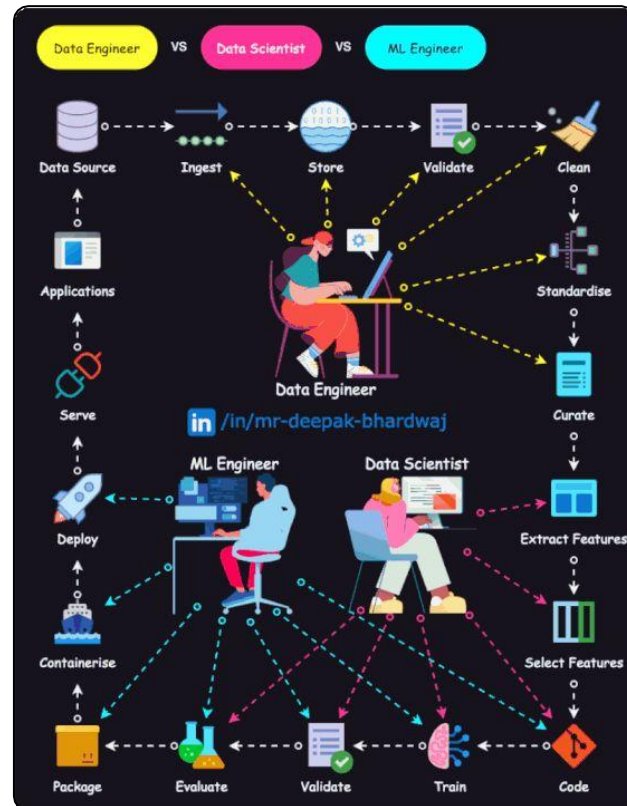 Data Engineer VS Data Scientist VS ML Engineer
Data Source Ingest Store Validate Clean
Applications Standardise
Data Engineer
Serve Curate
in /in/mr-deepak-bhardwaj
ML Engineer Data Scientist
Deploy Extract Features
Containerise Select Features
Package Evaluate Validate Train Code